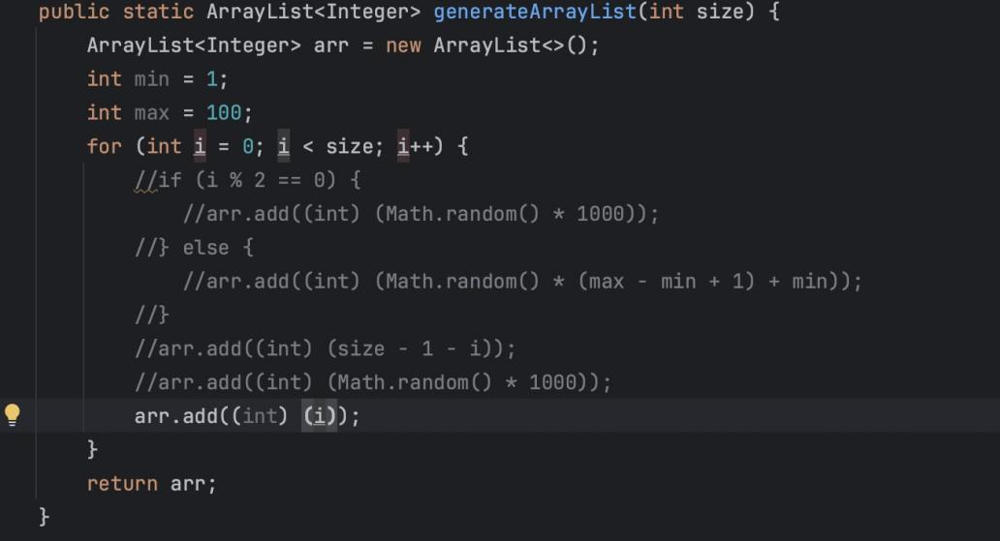 public static ArrayList<Integer> generateArrayList(int size) {
    ArrayList<Integer> arr = new ArrayList<>();
    int min = 1;
    int max = 100;
    for (int i = 0; i < size; i++) {
        //if (i % 2 == 0) {
            //arr.add((int) (Math.random() * 1000));
        //} else {
            //arr.add((int) (Math.random() * (max - min + 1) + min));
        //}
        //arr.add((int) (size - 1 - i));
        //arr.add((int) (Math.random() * 1000));
        arr.add((int) (i));
    }
    return arr;
}